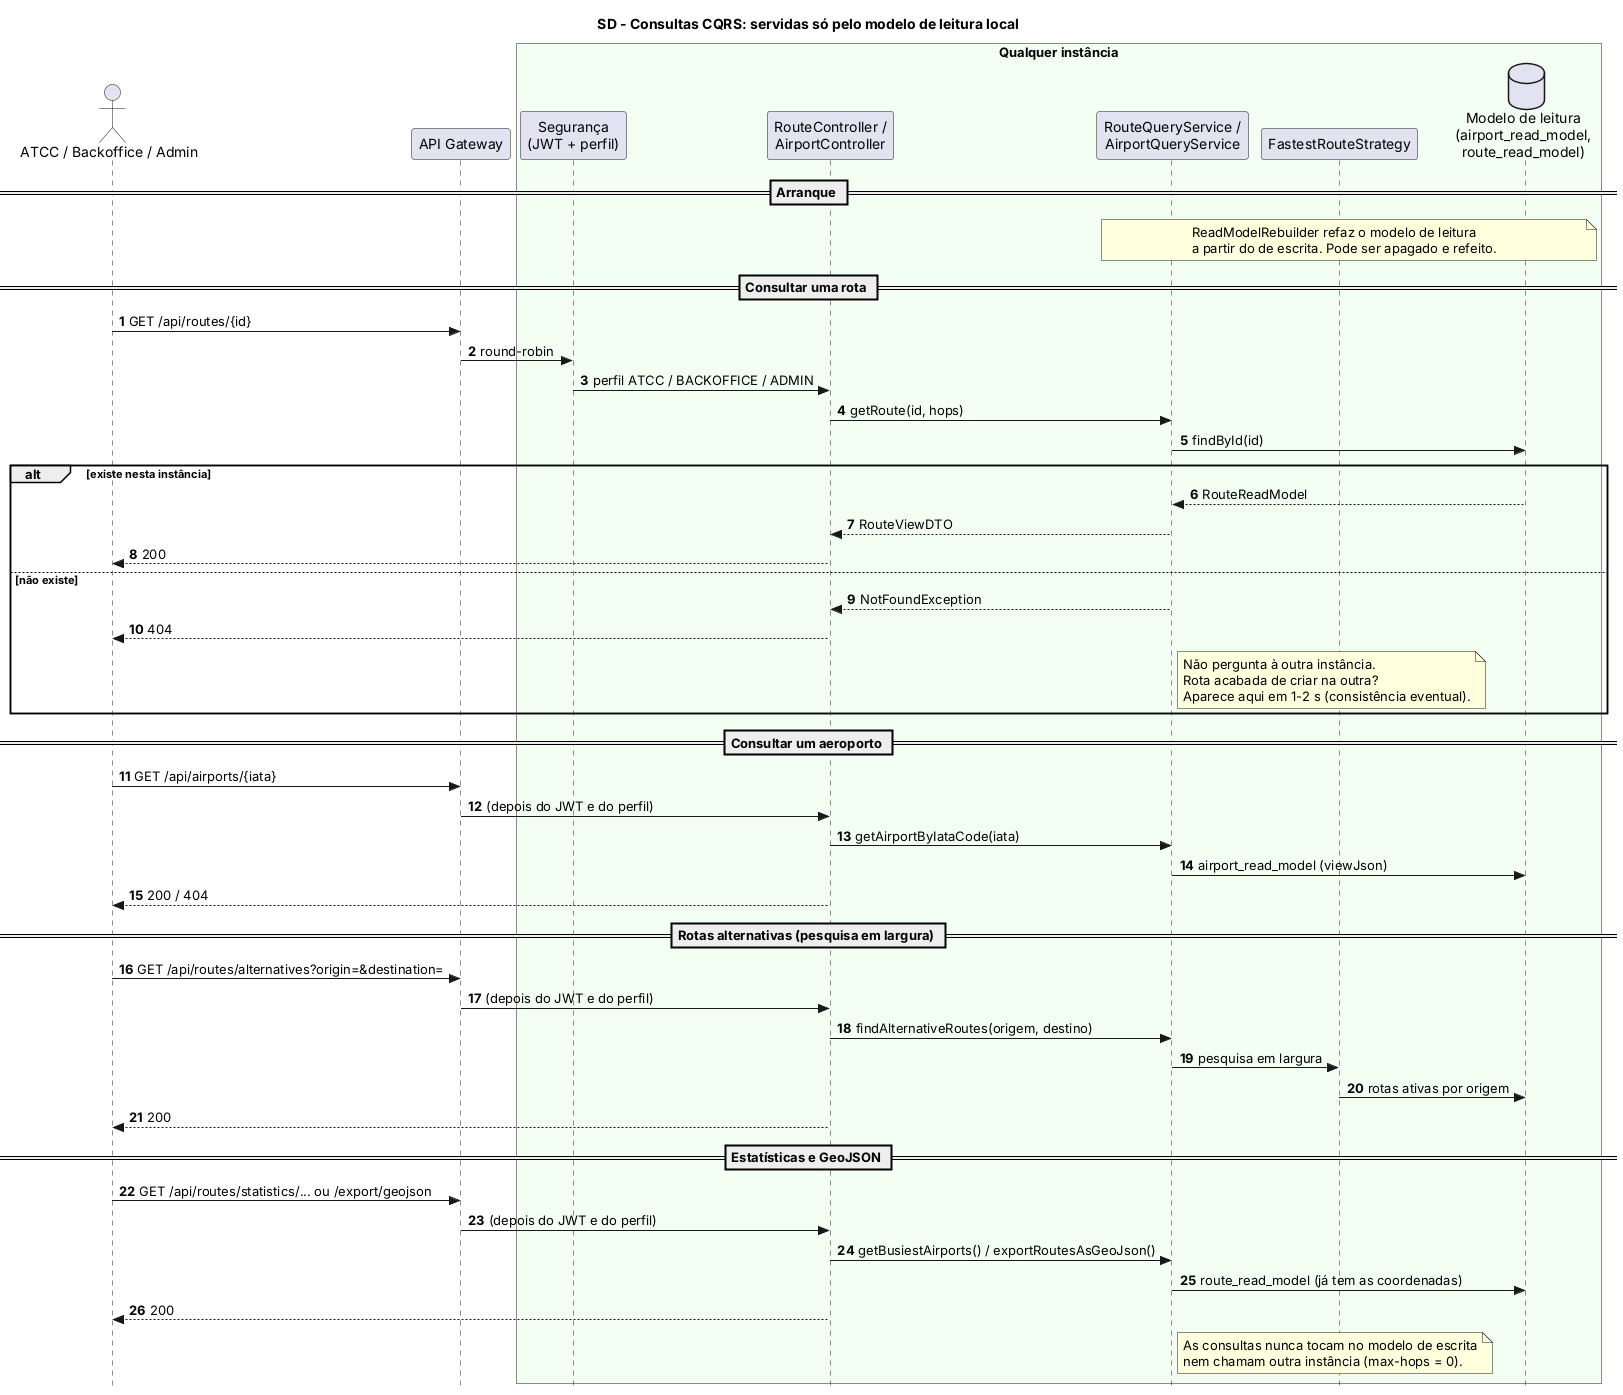 SD - Consultas CQRS: servidas só pelo modelo de leitura local
Qualquer instância
ATCC / Backoffice / Admin
API Gateway
Segurança
(JWT + perfil)
RouteController /
AirportController
RouteQueryService /
AirportQueryService
FastestRouteStrategy
Modelo de leitura
(airport_read_model,
route_read_model)
Arranque
ReadModelRebuilder refaz o modelo de leitura
a partir do de escrita. Pode ser apagado e refeito.
Consultar uma rota
1 GET /api/routes/{id}
2 round-robin
3 perfil ATCC / BACKOFFICE / ADMIN
4 getRoute(id, hops)
5 findById(id)
alt [existe nesta instância]
6 RouteReadModel
7 RouteViewDTO
8 200
[não existe]
9 NotFoundException
10 404
Não pergunta à outra instância.
Rota acabada de criar na outra?
Aparece aqui em 1-2 s (consistência eventual).
Consultar um aeroporto
11 GET /api/airports/{iata}
12 (depois do JWT e do perfil)
13 getAirportByIataCode(iata)
14 airport_read_model (viewJson)
15 200 / 404
Rotas alternativas (pesquisa em largura)
16 GET /api/routes/alternatives?origin=&destination=
17 (depois do JWT e do perfil)
18 findAlternativeRoutes(origem, destino)
19 pesquisa em largura
20 rotas ativas por origem
21 200
Estatísticas e GeoJSON
22 GET /api/routes/statistics/... ou /export/geojson
23 (depois do JWT e do perfil)
24 getBusiestAirports() / exportRoutesAsGeoJson()
25 route_read_model (já tem as coordenadas)
26 200
As consultas nunca tocam no modelo de escrita
nem chamam outra instância (max-hops = 0).